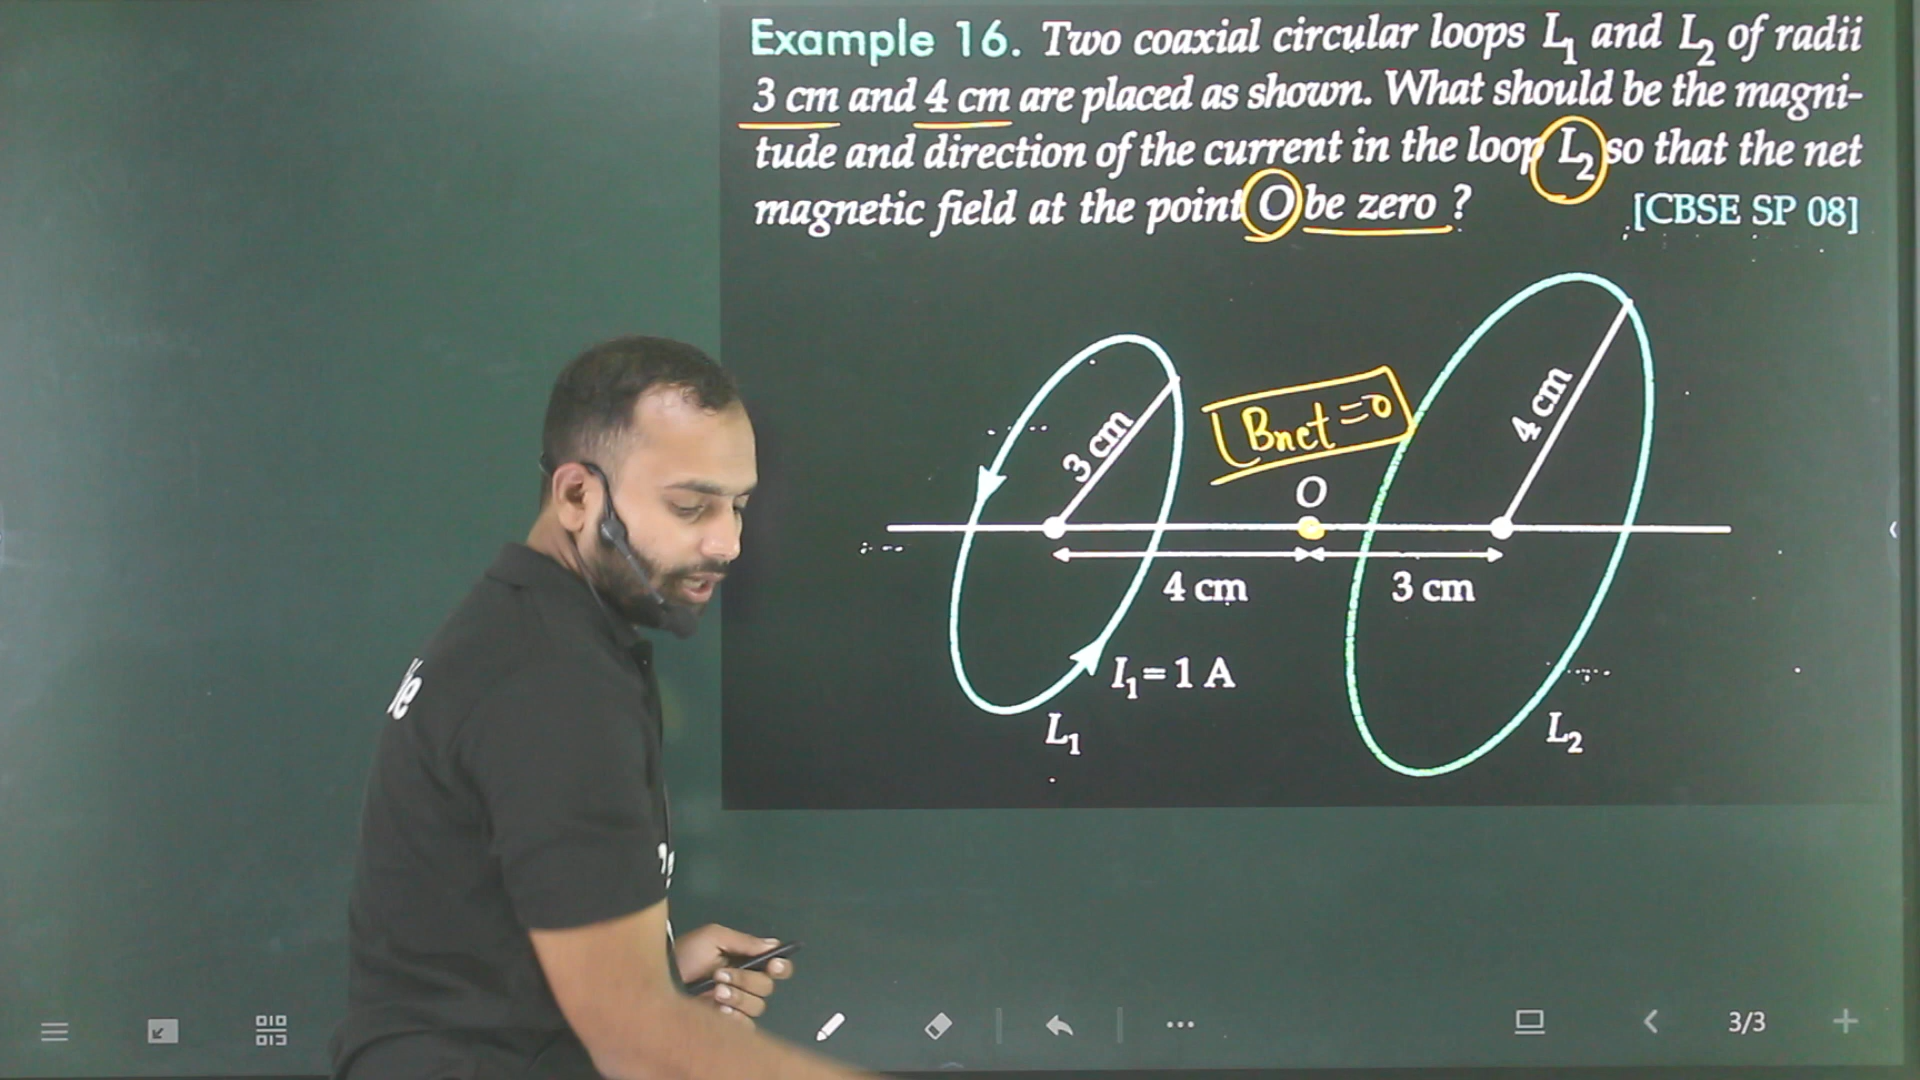 Example 16. Two coaxial circular loops L₁ and L₂ of radii
3 cm and 4 cm are placed as shown. What should be the magni-
tude and direction of the current in the loop L₂ so that the net
magnetic field at the point O be zero ?
[CBSE SP 08]
3 cm
Bnet = 0
4 cm
O
4 cm
3 cm
I₁ = 1 A
L₁
L₂
3/3